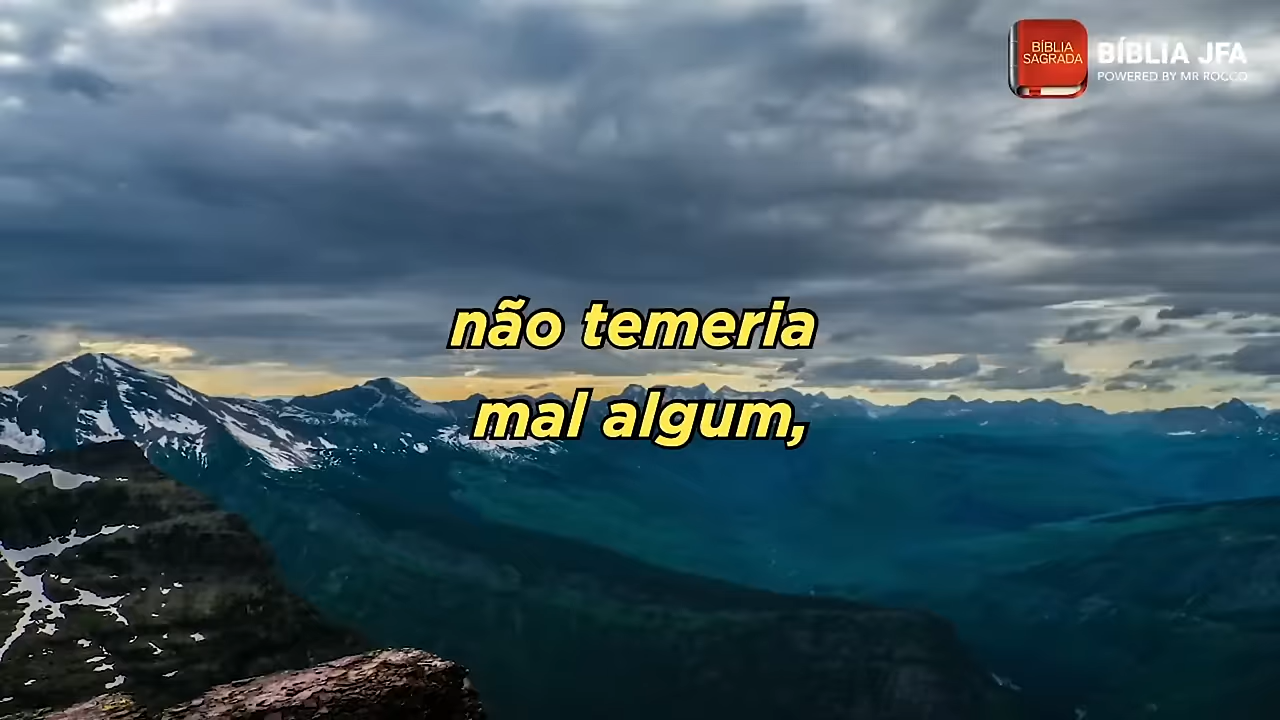 BÍBLIA
SAGRADA
BÍBLIA JFA
POWERED BY MR ROCCO
não temeria
mal algum,